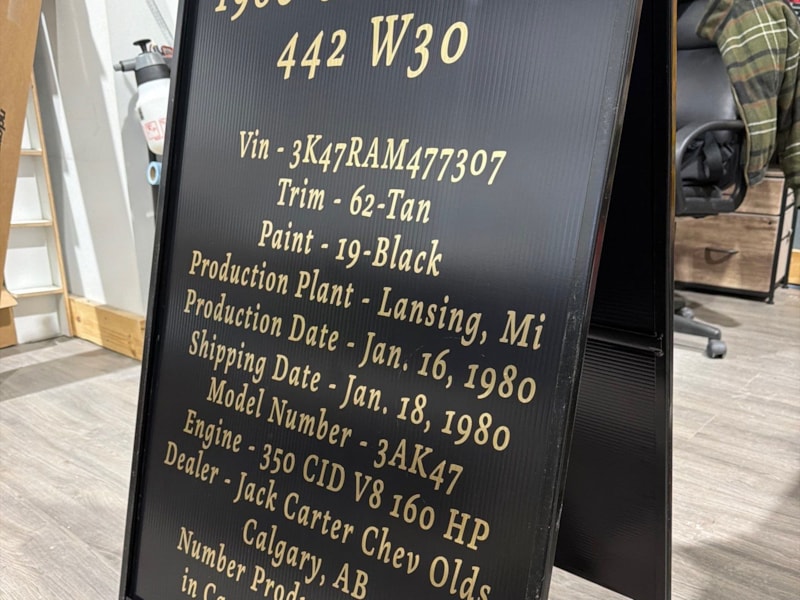 442 W30
Vin - 3K47RAM477307
Trim - 62-Tan
Paint - 19-Black
Production Plant - Lansing, Mi
Production Date - Jan. 16, 1980
Shipping Date - Jan. 18, 1980
Model Number - 3AK47
Engine - 350 CID V8 160 HP
Dealer - Jack Carter Chev Olds
Calgary, AB
Number
in